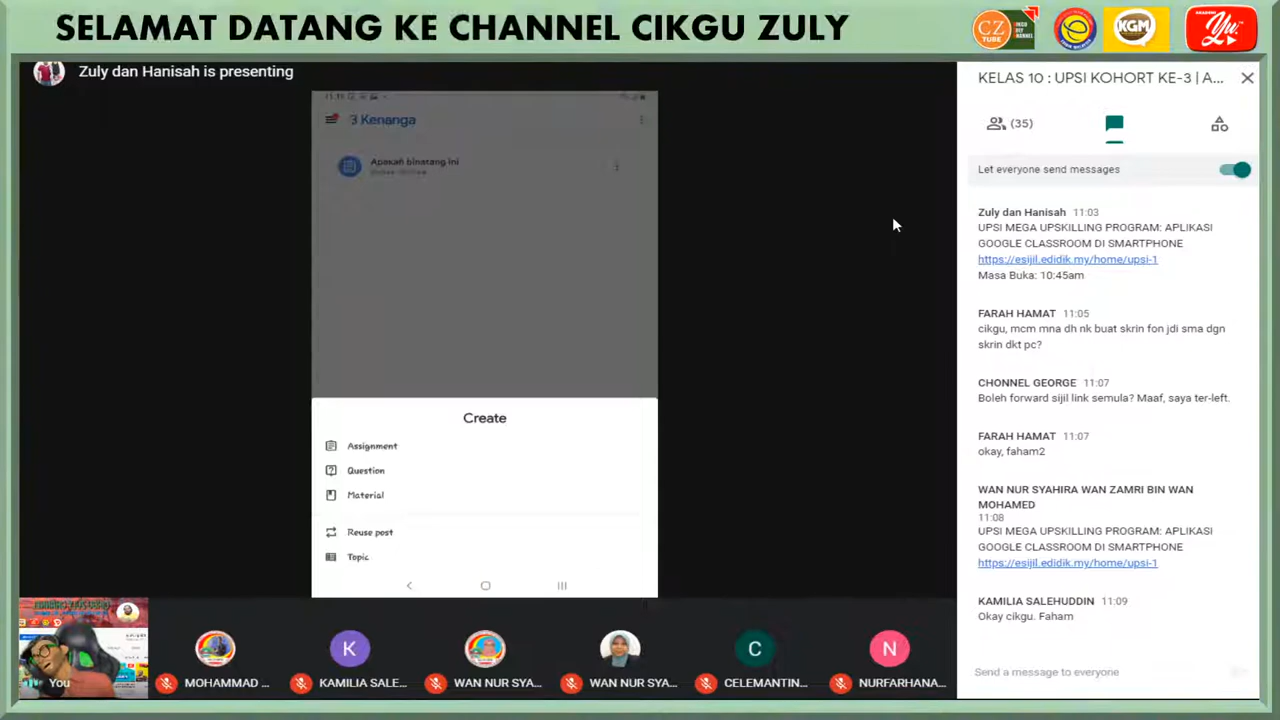 SELAMAT DATANG KE CHANNEL CIKGU ZULY
CZ
TUBE
KGM
Yu
Zuly dan Hanisah is presenting
3 Kenanga
Apakah binatang ini
Create
Assignment
Question
Material
Reuse post
Topic
You
MOHAMMAD ...
KAMILIA SALE...
WAN NUR SYA...
WAN NUR SYA...
CELEMANTIN...
NURFARHANA...
K
C
N
KELAS 10 : UPSI KOHORT KE-3 | A...
(35)
Let everyone send messages
Zuly dan Hanisah 11:03
UPSI MEGA UPSKILLING PROGRAM: APLIKASI
GOOGLE CLASSROOM DI SMARTPHONE
https://esijil.edidik.my/home/upsi-1
Masa Buka: 10:45am
FARAH HAMAT 11:05
cikgu, mcm mna dh nk buat skrin fon jdi sma dgn
skrin dkt pc?
CHONNEL GEORGE 11:07
Boleh forward sijil link semula? Maaf, saya ter-left.
FARAH HAMAT 11:07
okay, faham2
WAN NUR SYAHIRA WAN ZAMRI BIN WAN
MOHAMED
11:08
UPSI MEGA UPSKILLING PROGRAM: APLIKASI
GOOGLE CLASSROOM DI SMARTPHONE
https://esijil.edidik.my/home/upsi-1
KAMILIA SALEHUDDIN 11:09
Okay cikgu. Faham
Send a message to everyone